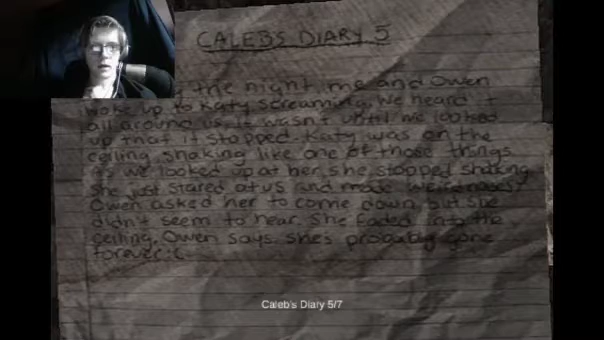 CALEB'S DIARY 5
the nightime and Owen
woke up to Katy screaming. We heard it
all around us. It wasn't until we looked
up that it stopped. Katy was on the
ceiling shaking like one of those things
As we looked up at her, she stopped shaking
She just stared at us and made weird noises
Owen asked her to come down but she
didn't seem to hear. She faded into the
ceiling. Owen says she's probably gone
forever :(
Caleb's Diary 5/7